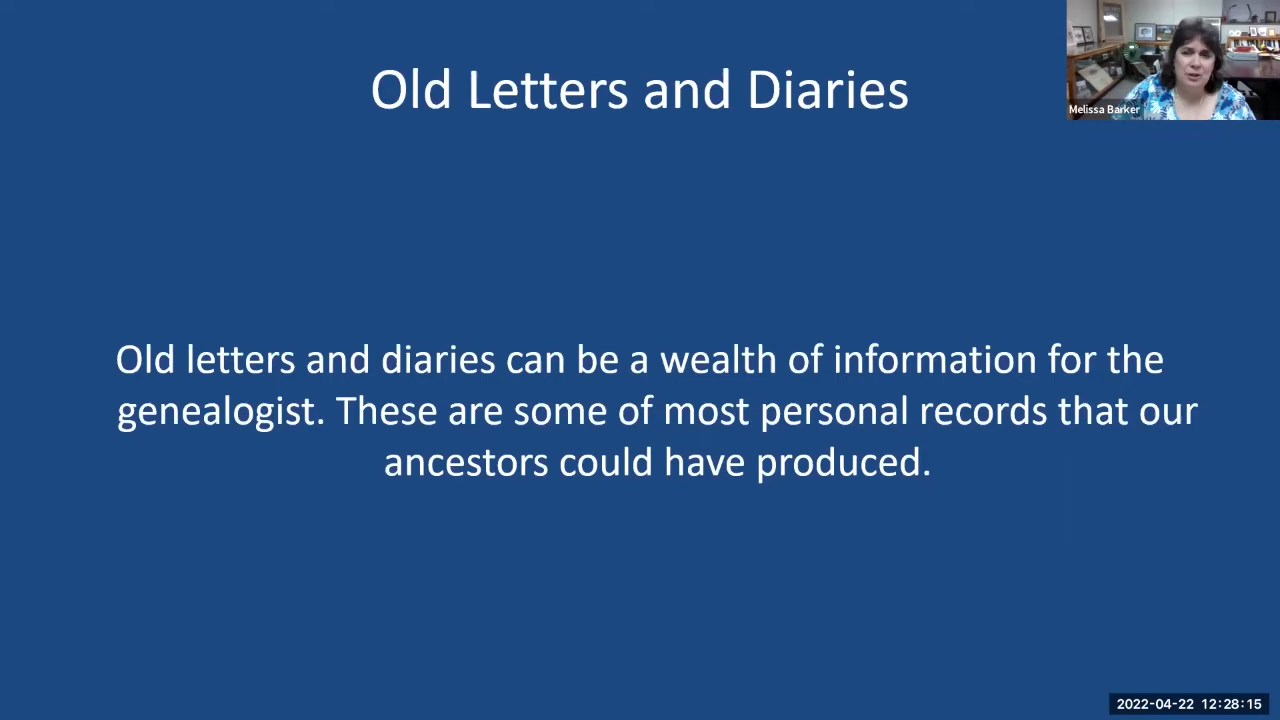 Old Letters and Diaries
Melissa Barker
Old letters and diaries can be a wealth of information for the
genealogist. These are some of most personal records that our
ancestors could have produced.
2022-04-22 12:28:15